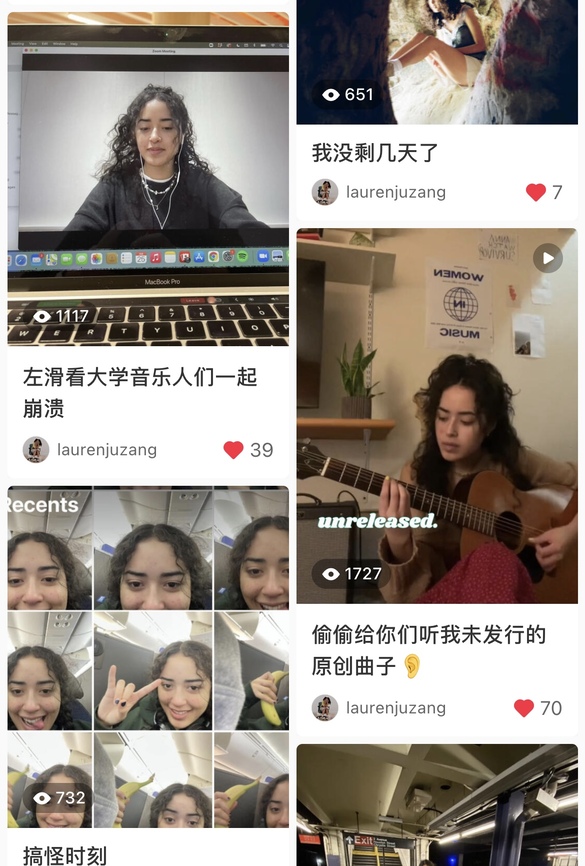 MacBook Pro
1117
左滑看大学音乐人们一起
崩溃
laurenjuzang
39
Recents
732
搞怪时刻
651
我没剩几天了
laurenjuzang
7
WOMEN
IN
MUSIC
unreleased.
1727
偷偷给你们听我未发行的
原创曲子👂
laurenjuzang
70
Exit